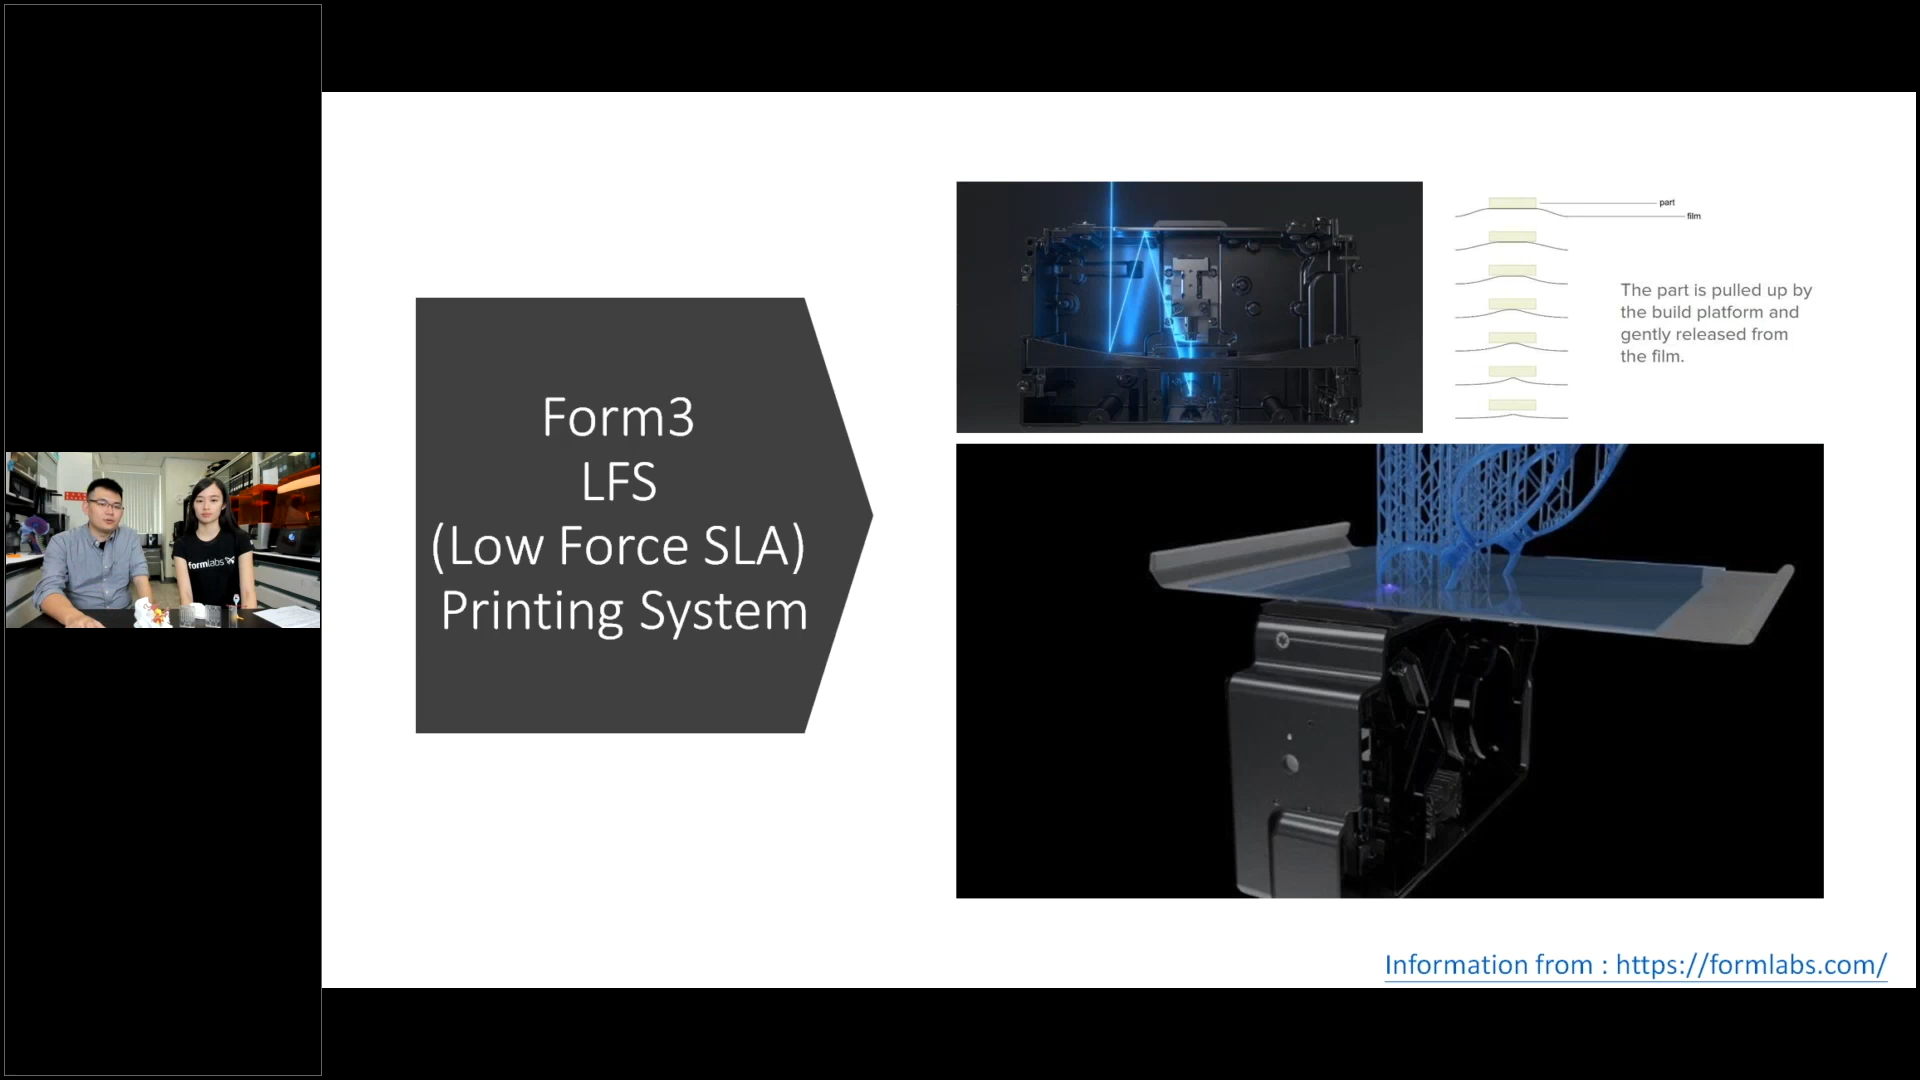 Form3
LFS
(Low Force SLA)
Printing System
part
film
The part is pulled up by
the build platform and
gently released from
the film.
Information from : https://formlabs.com/
formlabs